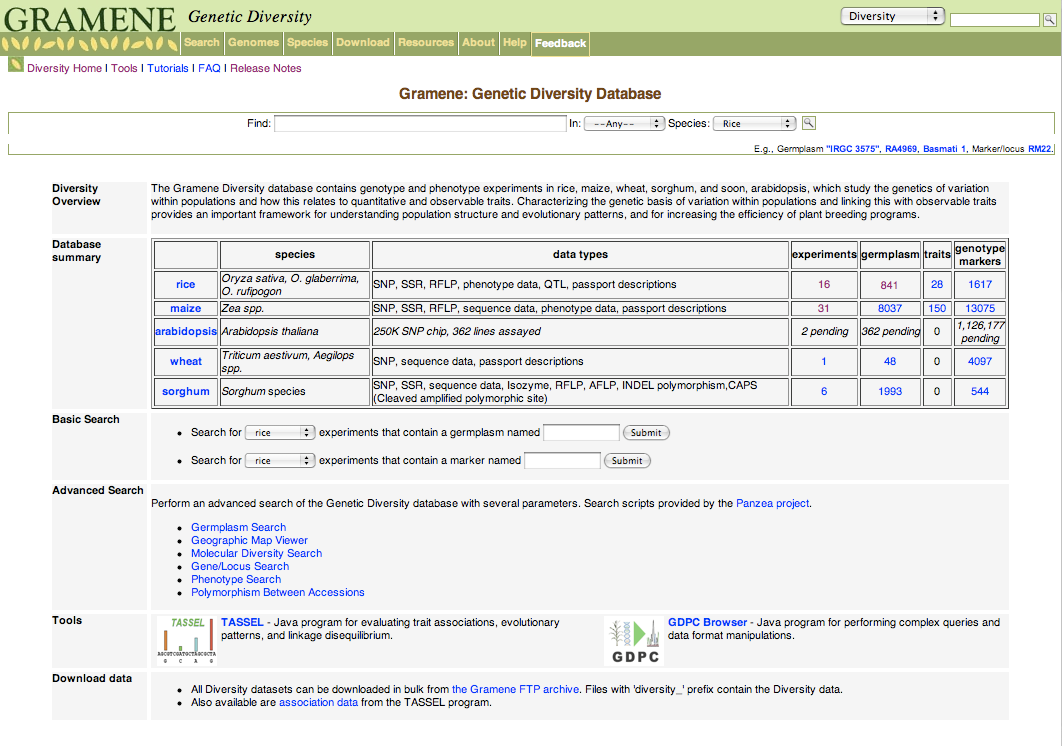 GRAMENE Genetic Diversity
Diversity
Search Genomes Species Download Resources About Help Feedback
Diversity Home I Tools I Tutorials I FAQ I Release Notes
Gramene: Genetic Diversity Database
Find: In: --Any-- Species: Rice
E.g., Germplasm "IRGC 3575", RA4969, Basmati 1, Marker/locus RM22.
Diversity
Overview
The Gramene Diversity database contains genotype and phenotype experiments in rice, maize, wheat, sorghum, and soon, arabidopsis, which study the genetics of variation
within populations and how this relates to quantitative and observable traits. Characterizing the genetic basis of variation within populations and linking this with observable traits
provides an important framework for understanding population structure and evolutionary patterns, and for increasing the efficiency of plant breeding programs.
Database
summary
species data types experiments germplasm traits genotype
markers
rice Oryza sativa, O. glaberrima,
O. rufipogon SNP, SSR, RFLP, phenotype data, QTL, passport descriptions 16 841 28 1617
maize Zea spp. SNP, SSR, RFLP, sequence data, phenotype data, passport descriptions 31 8037 150 13075
arabidopsis Arabidopsis thaliana 250K SNP chip, 362 lines assayed 2 pending 362 pending 0 1,126,177
pending
wheat Triticum aestivum, Aegilops
spp. SNP, sequence data, passport descriptions 1 48 0 4097
sorghum Sorghum species SNP, SSR, sequence data, Isozyme, RFLP, AFLP, INDEL polymorphism,CAPS
(Cleaved amplified polymorphic site) 6 1993 0 544
Basic Search
• Search for rice experiments that contain a germplasm named Submit
• Search for rice experiments that contain a marker named Submit
Advanced Search
Perform an advanced search of the Genetic Diversity database with several parameters. Search scripts provided by the Panzea project.
• Germplasm Search
• Geographic Map Viewer
• Molecular Diversity Search
• Gene/Locus Search
• Phenotype Search
• Polymorphism Between Accessions
Tools
TASSEL
AGCGTCGATGCTAGCGCTA
G C A G
TASSEL - Java program for evaluating trait associations, evolutionary
patterns, and linkage disequilibrium.
GDPC
GDPC Browser - Java program for performing complex queries and
data format manipulations.
Download data
• All Diversity datasets can be downloaded in bulk from the Gramene FTP archive. Files with 'diversity_' prefix contain the Diversity data.
• Also available are association data from the TASSEL program.